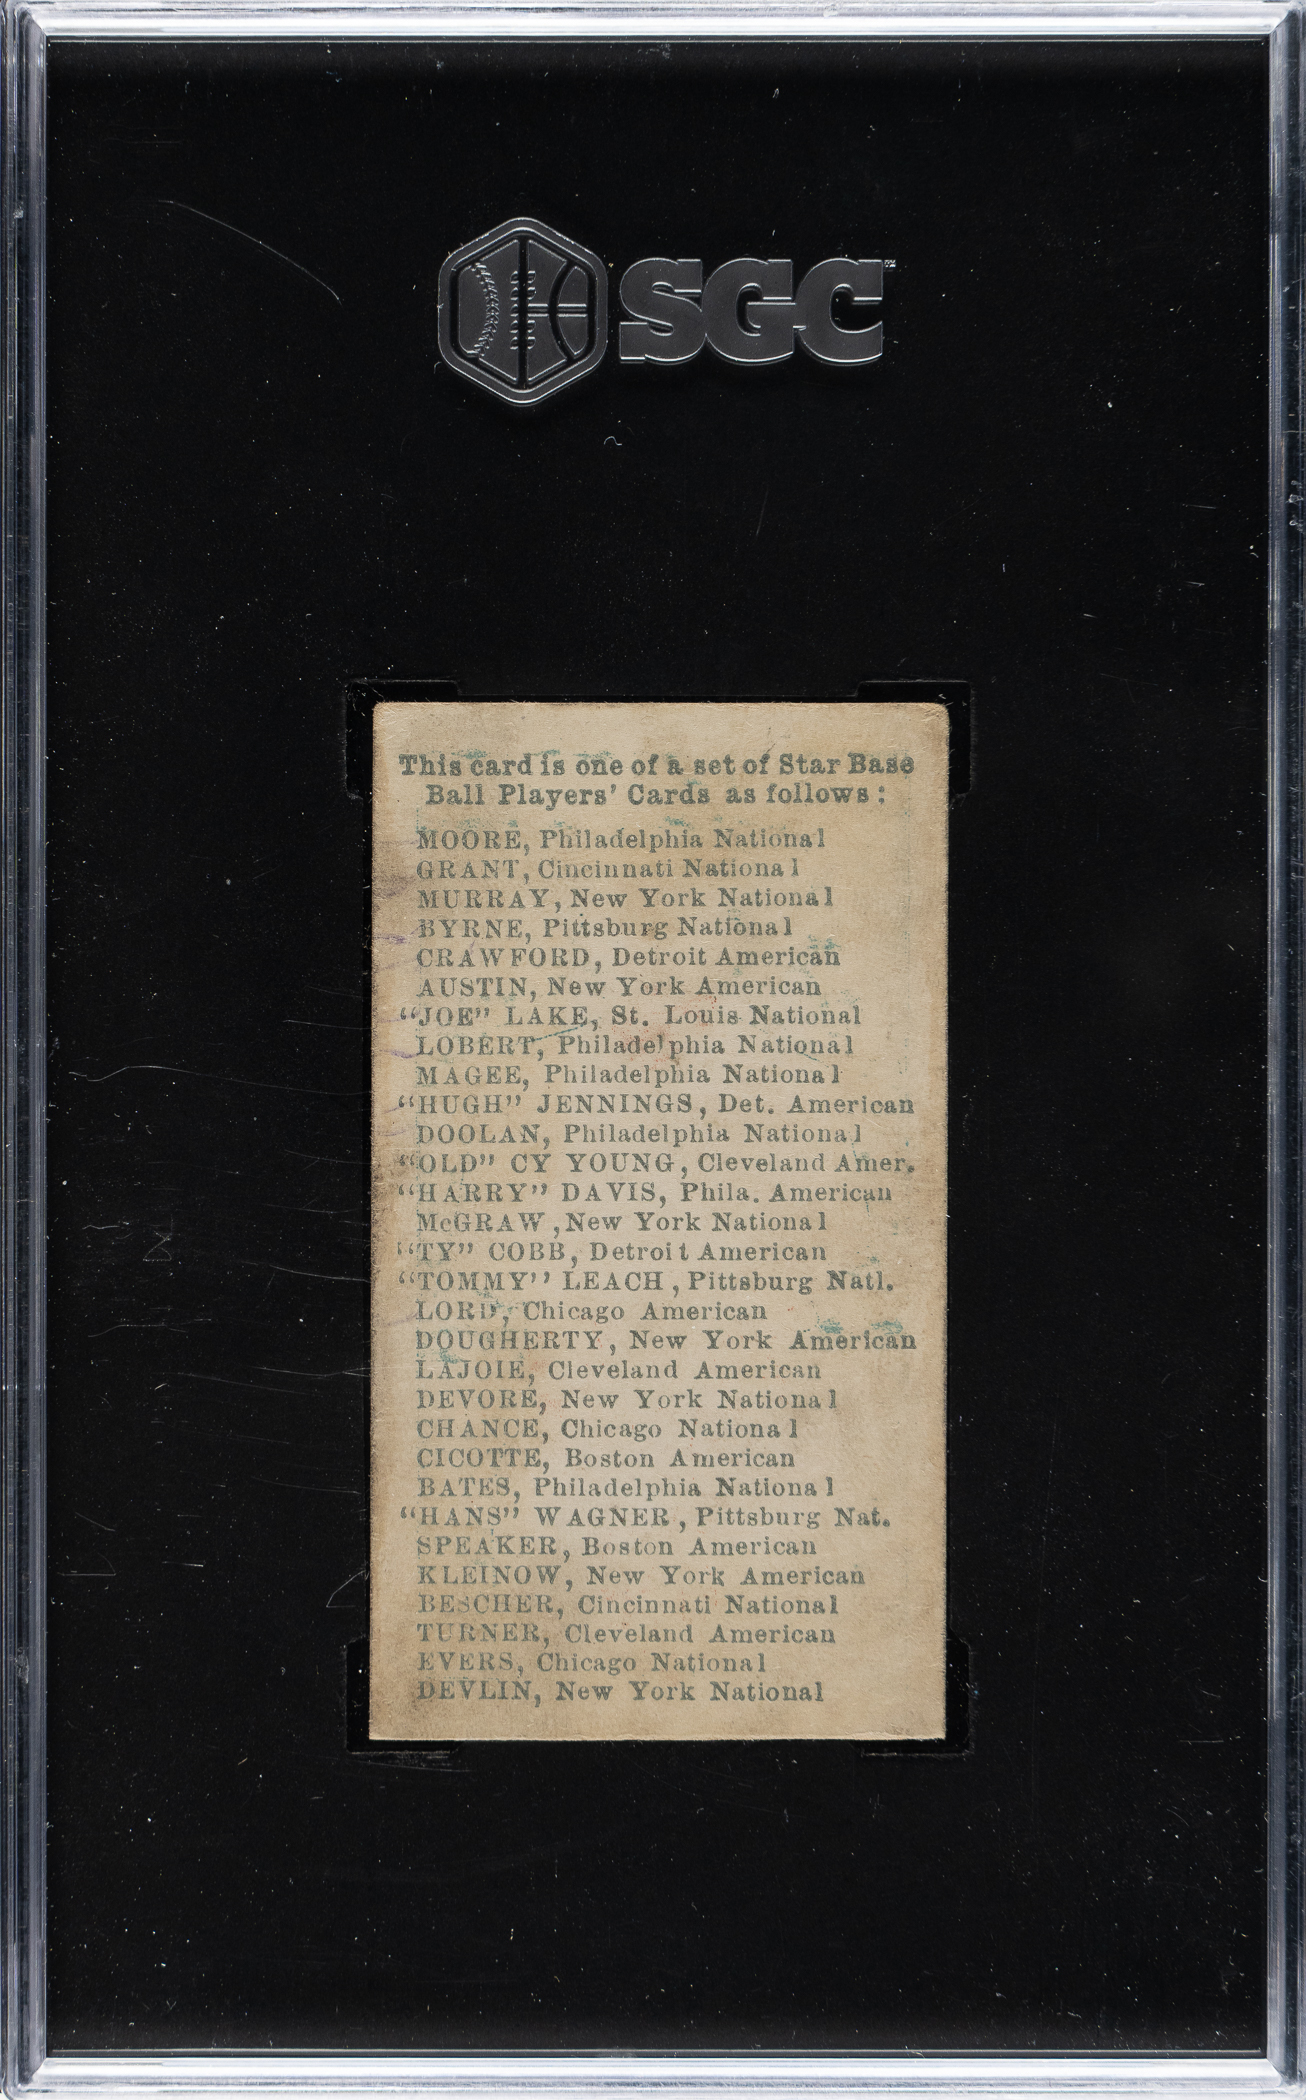 SGC
This card is one of a set of Star Base
Ball Players' Cards as follows:
MOORE, Philadelphia National
GRANT, Cincinnati National
MURRAY, New York National
BYRNE, Pittsburg National
CRAWFORD, Detroit American
AUSTIN, New York American
"JOE" LAKE, St. Louis National
LOBERT, Philadelphia National
MAGEE, Philadelphia National
"HUGH" JENNINGS, Det. American
DOOLAN, Philadelphia National
"OLD" CY YOUNG, Cleveland Amer.
"HARRY" DAVIS, Phila. American
McGRAW, New York National
"TY" COBB, Detroit American
"TOMMY" LEACH, Pittsburg Natl.
LORD, Chicago American
DOUGHERTY, New York American
LAJOIE, Cleveland American
DEVORE, New York National
CHANCE, Chicago National
CICOTTE, Boston American
BATES, Philadelphia National
"HANS" WAGNER, Pittsburg Nat.
SPEAKER, Boston American
KLEINOW, New York American
BESCHER, Cincinnati National
TURNER, Cleveland American
EVERS, Chicago National
DEVLIN, New York National